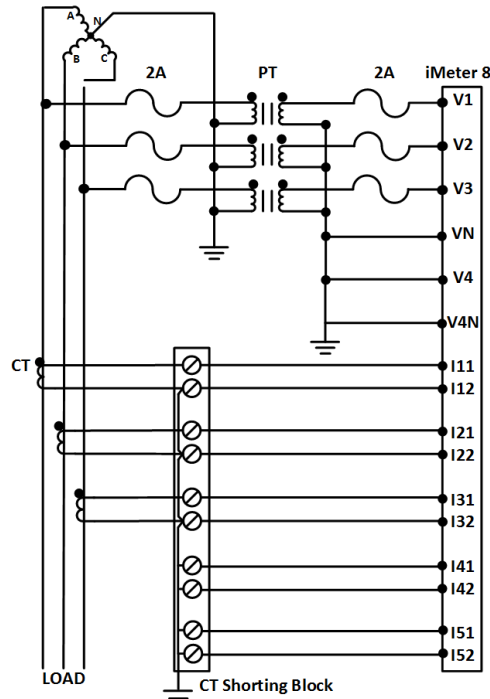 A
N
B
C
2A
PT
2A
iMeter 8
V1
V2
V3
VN
V4
V4N
CT
I11
I12
I21
I22
I31
I32
I41
I42
I51
I52
LOAD
CT Shorting Block